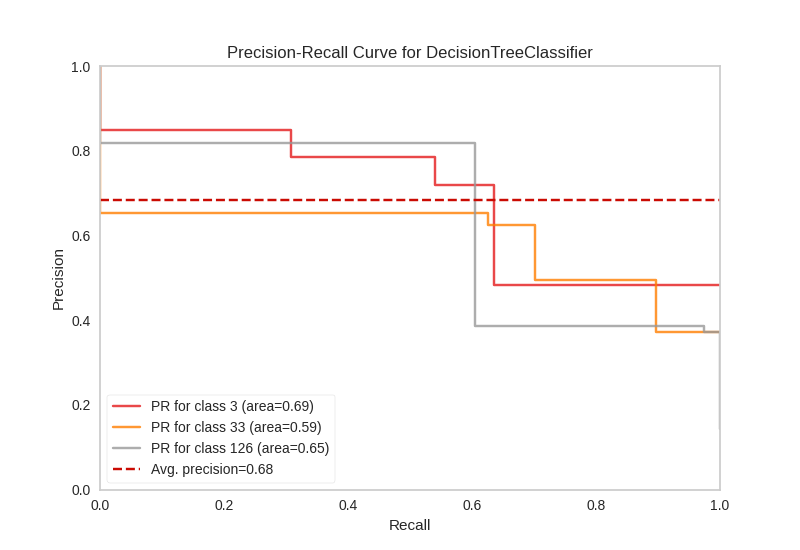 Precision-Recall Curve for DecisionTreeClassifier
1.0
0.8
0.6
0.4
0.2
0.0
Precision
PR for class 3 (area=0.69)
PR for class 33 (area=0.59)
PR for class 126 (area=0.65)
Avg. precision=0.68
0.0 0.2 0.4 0.6 0.8 1.0
Recall